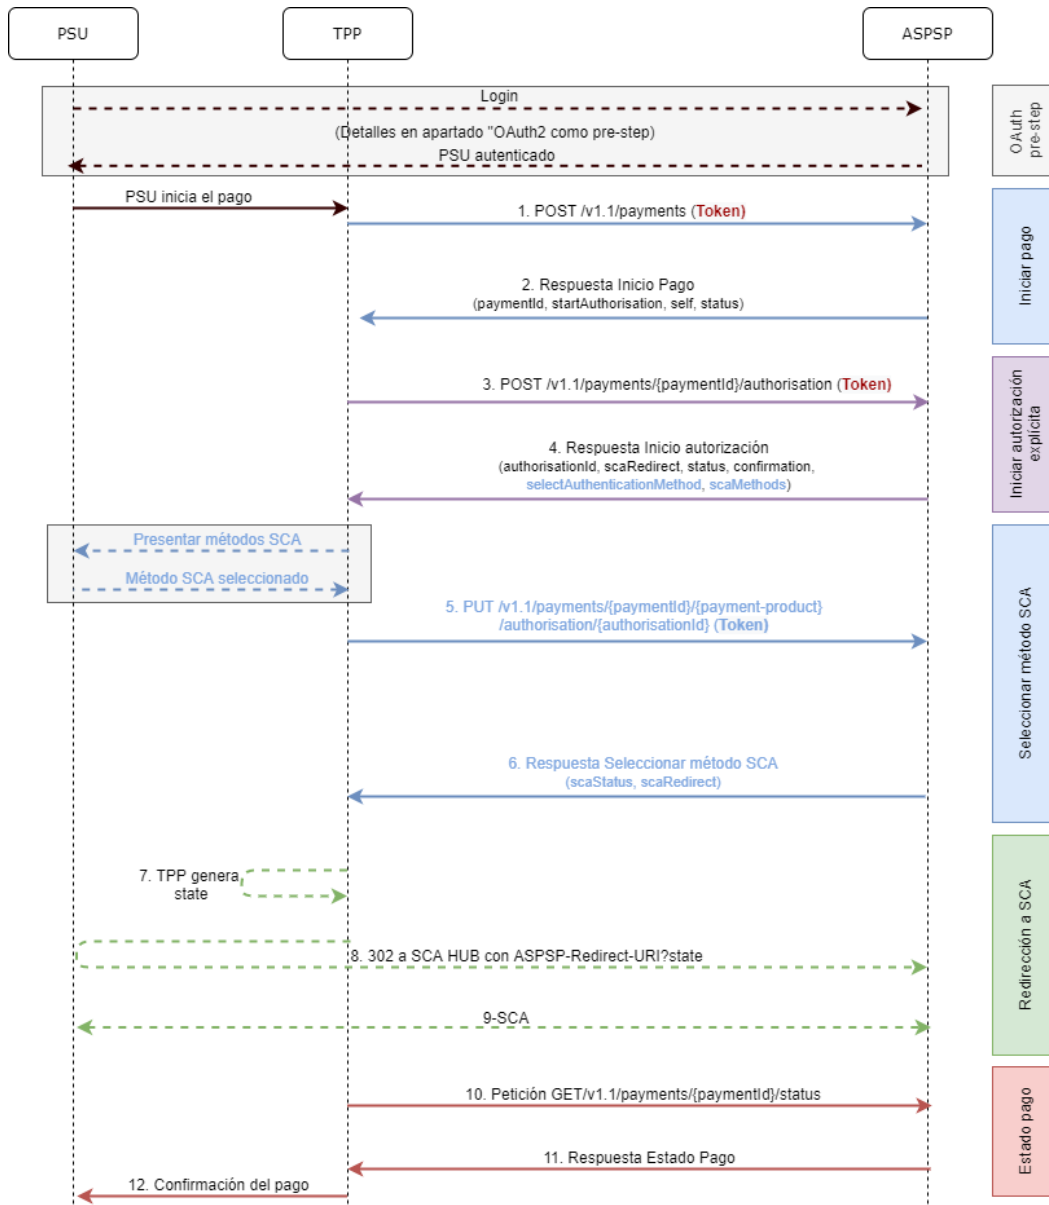 PSU
TPP
ASPSP
Login
(Detalles en apartado "OAuth2 como pre-step)
PSU autenticado
OAuth
pre-step
PSU inicia el pago
1. POST /v1.1/payments (Token)
2. Respuesta Inicio Pago
(paymentId, startAuthorisation, self, status)
Iniciar pago
3. POST /v1.1/payments/{paymentId}/authorisation (Token)
4. Respuesta Inicio autorización
(authorisationId, scaRedirect, status, confirmation,
selectAuthenticationMethod, scaMethods)
Iniciar autorización
explícita
Presentar métodos SCA
Método SCA seleccionado
5. PUT /v1.1/payments/{paymentId}/{payment-product}
/authorisation/{authorisationId} (Token)
6. Respuesta Seleccionar método SCA
(scaStatus, scaRedirect)
Seleccionar método SCA
7. TPP genera
state
8. 302 a SCA HUB con ASPSP-Redirect-URI?state
9-SCA
Redirección a SCA
10. Petición GET/v1.1/payments/{paymentId}/status
11. Respuesta Estado Pago
12. Confirmación del pago
Estado pago